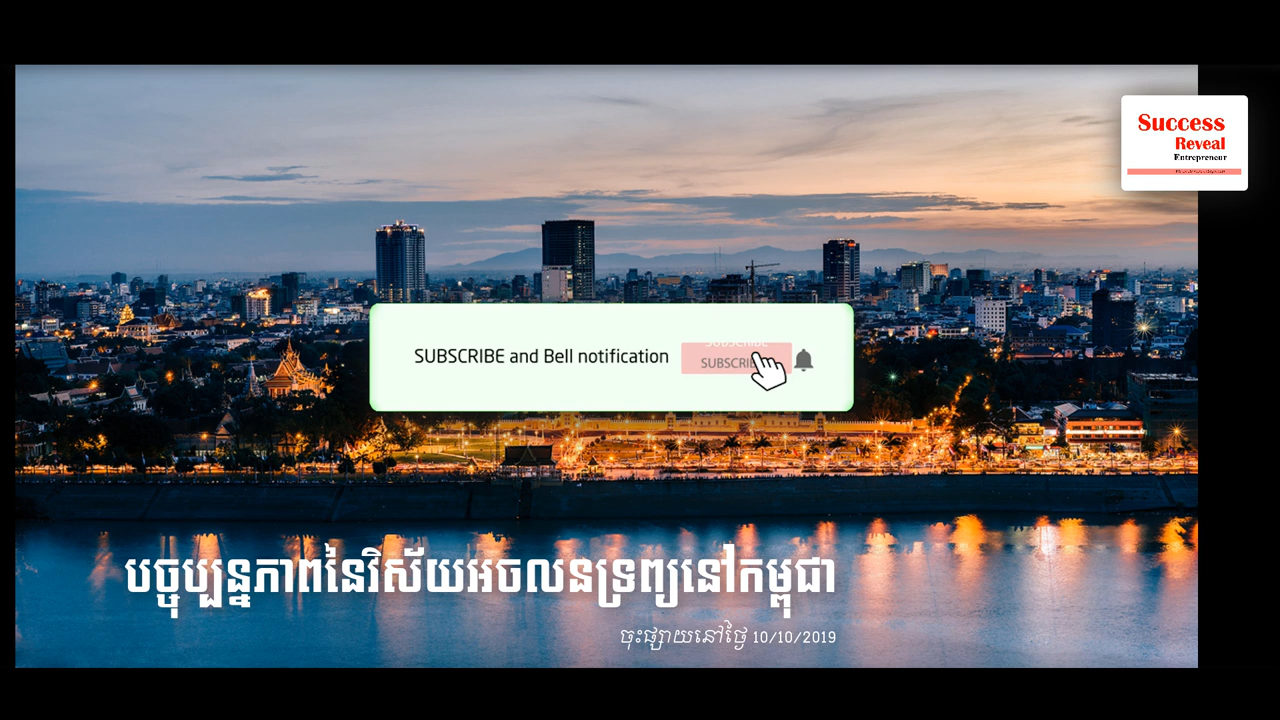 Success
Reveal
Entrepreneur
SUBSCRIBE and Bell notification
SUBSCRIBE
SUBSCRIBE
បច្ចុប្បន្នភាពនៃវិស័យអចលនទ្រព្យនៅកម្ពុជា
ចុះផ្សាយនៅថ្ងៃ 10/10/2019